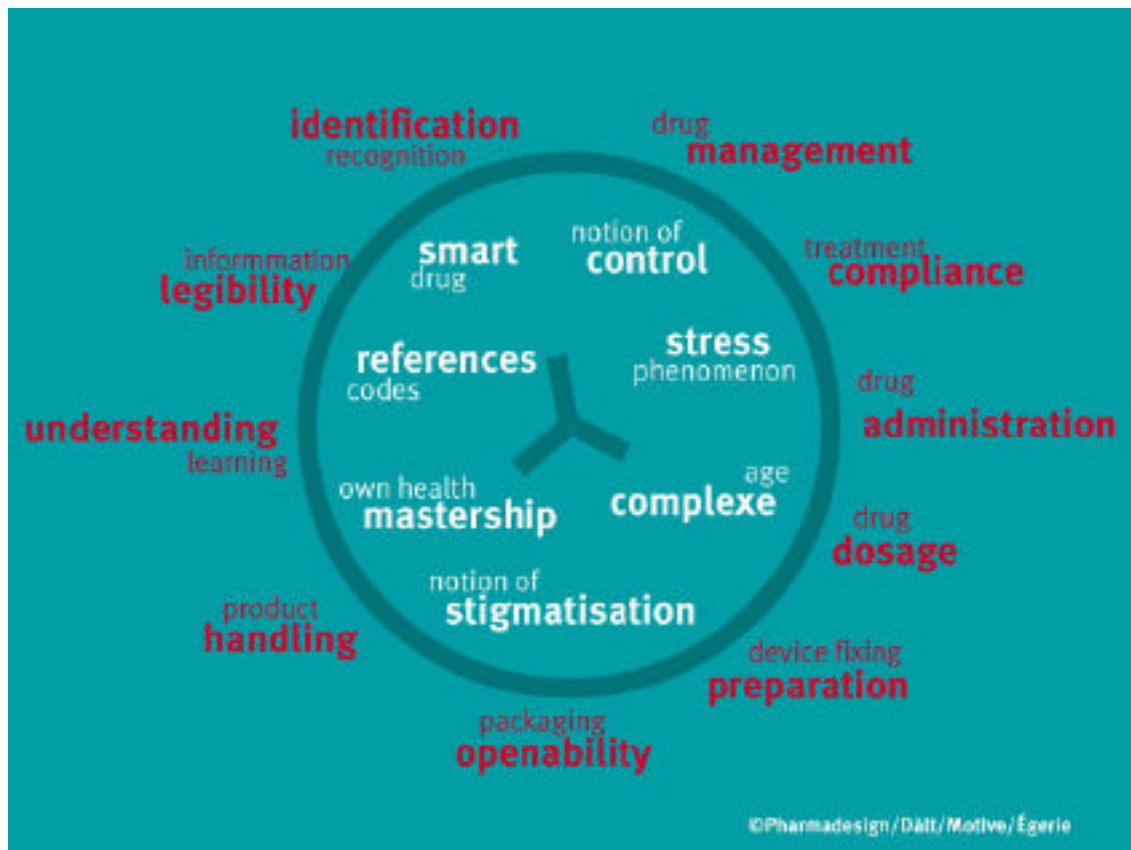 identification
recognition
drug
management
informmation
legibility
smart
drug
notion of
control
treatment
compliance
references
codes
stress
phenomenon
drug
administration
understanding
learning
own health
mastership
age
complexe
drug
dosage
notion of
stigmatisation
product
handling
device fixing
preparation
packaging
openability
©Pharmadesign/Dàlt/Motive/Égerie